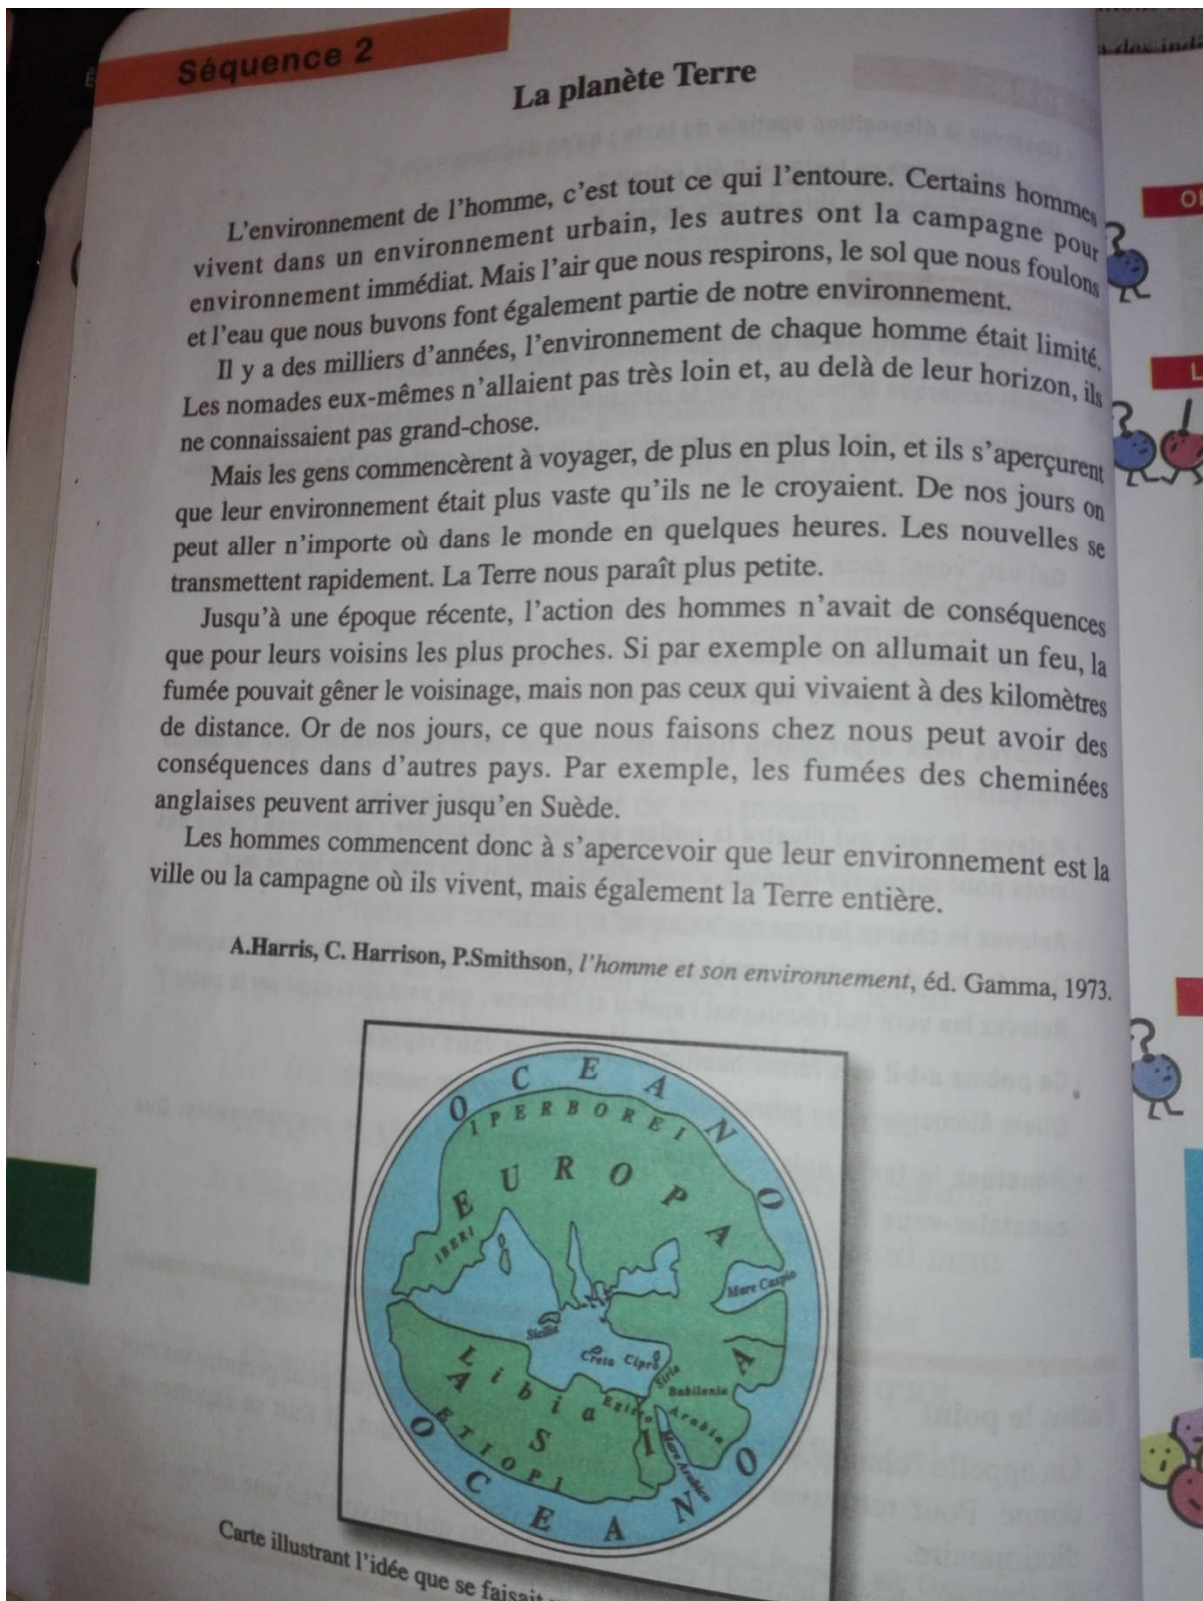 Séquence 2
La planète Terre
L'environnement de l'homme, c'est tout ce qui l'entoure. Certains hommes
vivent dans un environnement urbain, les autres ont la campagne pour
environnement immédiat. Mais l'air que nous respirons, le sol que nous foulons
et l'eau que nous buvons font également partie de notre environnement.
Il y a des milliers d'années, l'environnement de chaque homme était limité.
Les nomades eux-mêmes n'allaient pas très loin et, au delà de leur horizon, ils
ne connaissaient pas grand-chose.
Mais les gens commencèrent à voyager, de plus en plus loin, et ils s'aperçurent
que leur environnement était plus vaste qu'ils ne le croyaient. De nos jours on
peut aller n'importe où dans le monde en quelques heures. Les nouvelles se
transmettent rapidement. La Terre nous paraît plus petite.
Jusqu'à une époque récente, l'action des hommes n'avait de conséquences
que pour leurs voisins les plus proches. Si par exemple on allumait un feu, la
fumée pouvait gêner le voisinage, mais non pas ceux qui vivaient à des kilomètres
de distance. Or de nos jours, ce que nous faisons chez nous peut avoir des
conséquences dans d'autres pays. Par exemple, les fumées des cheminées
anglaises peuvent arriver jusqu'en Suède.
Les hommes commencent donc à s'apercevoir que leur environnement est la
ville ou la campagne où ils vivent, mais également la Terre entière.
A.Harris, C. Harrison, P.Smithson, l'homme et son environnement, éd. Gamma, 1973.
OCEANO
IPERBOREI
EUROPA
IBERI
Mare Caspio
Sicilia
Creta Cipro
Siria
Babilonia
Libia
Egitto
Arabia
Mare Arabico
ASIA
ETIOPI
OCEANO
Carte illustrant l'idée que se faisait